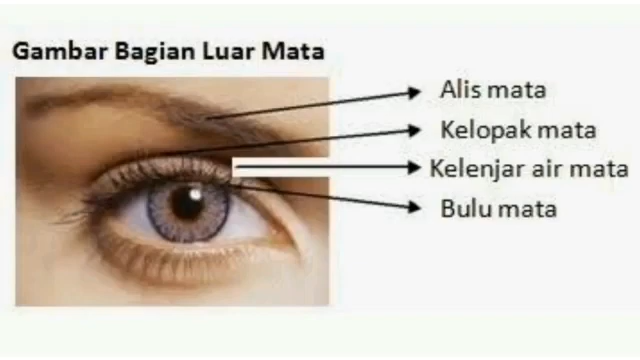 Gambar Bagian Luar Mata
Alis mata
Kelopak mata
Kelenjar air mata
Bulu mata